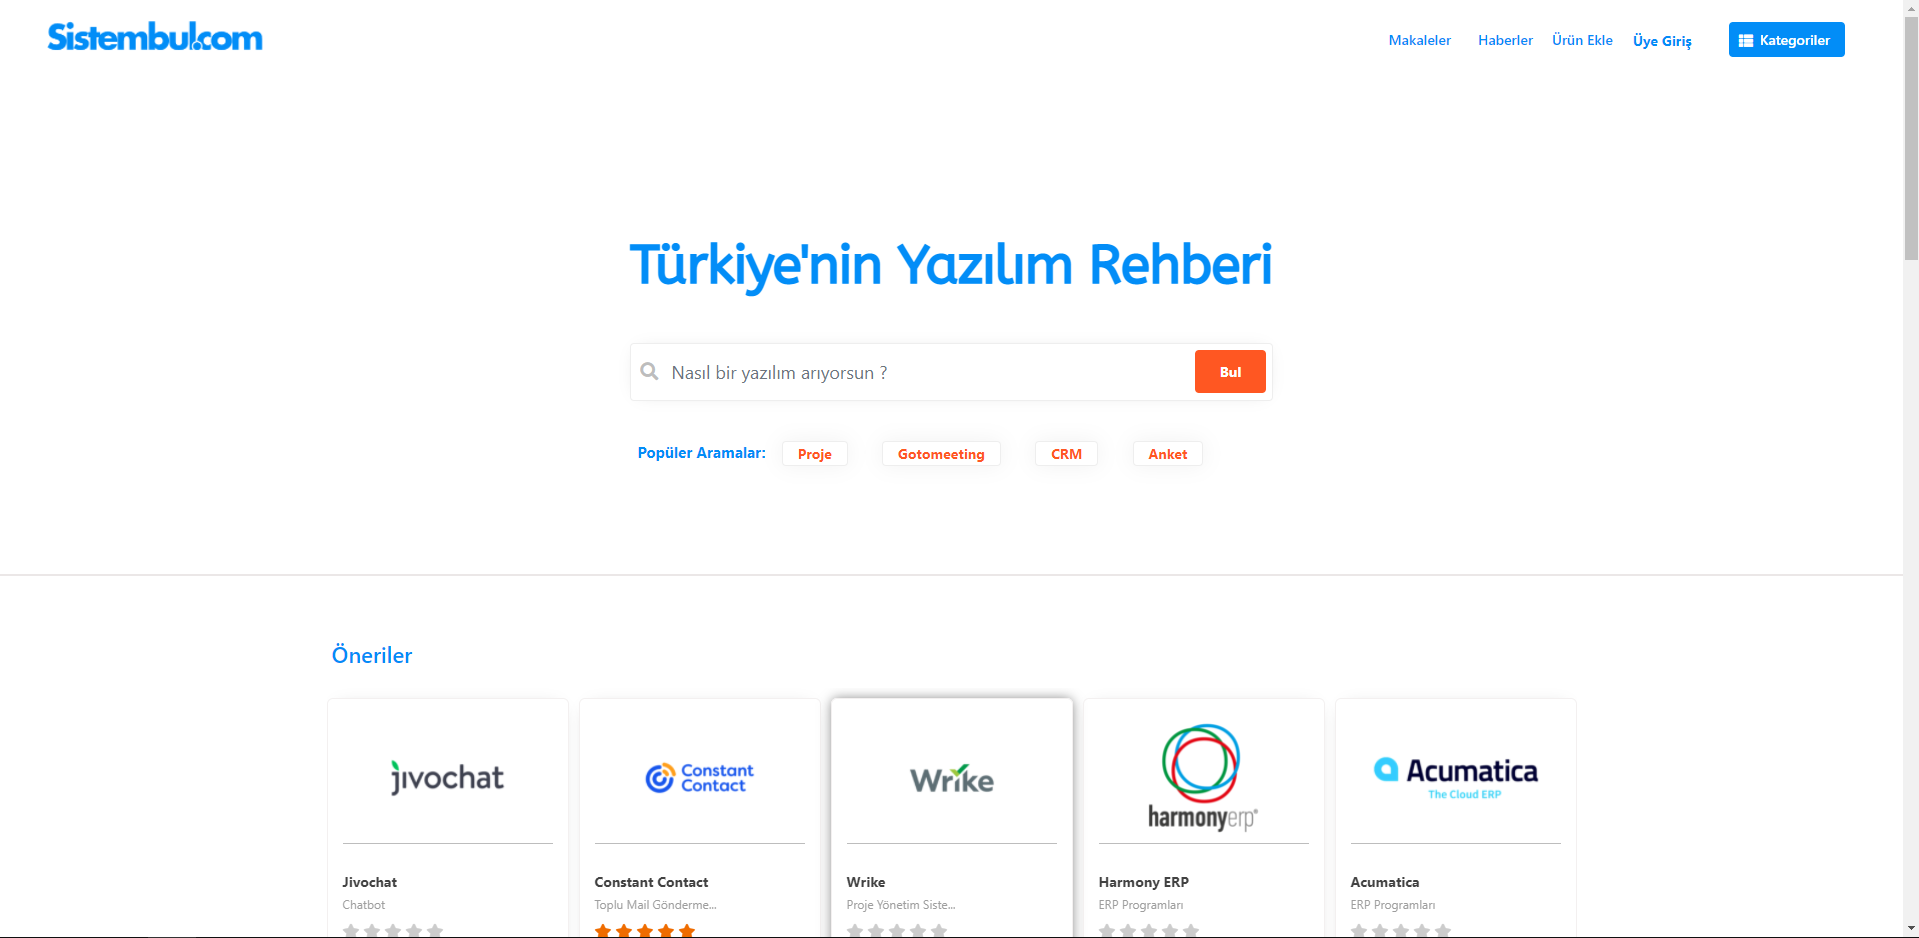 Sistembul.com
Makaleler Haberler Ürün Ekle Üye Giriş Kategoriler
Türkiye'nin Yazılım Rehberi
Nasıl bir yazılım arıyorsun ?
Bul
Popüler Aramalar: Proje Gotomeeting CRM Anket
Öneriler
jivochat
Constant
Contact
Wrike
harmonyerp®
Acumatica
The Cloud ERP
Jivochat
Chatbot
Constant Contact
Toplu Mail Gönderme...
Wrike
Proje Yönetim Siste...
Harmony ERP
ERP Programları
Acumatica
ERP Programları